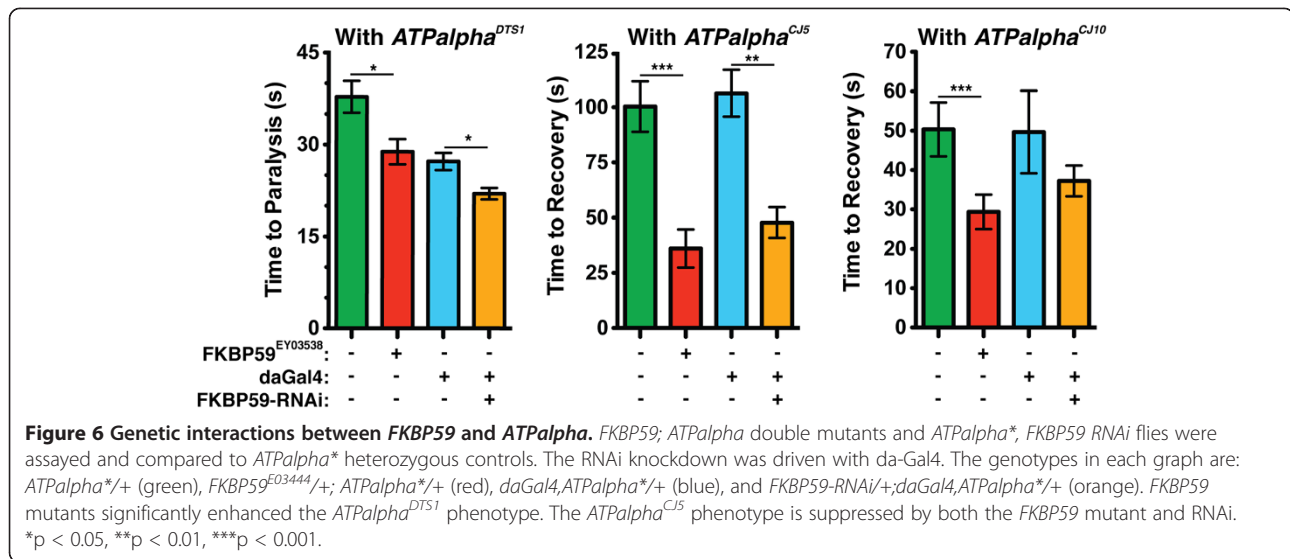 With ATPalpha^DTS1
With ATPalpha^CJ5
With ATPalpha^CJ10
Time to Paralysis (s)
45
30
15
0
*
*
Time to Recovery (s)
125
100
75
50
25
0
***
**
Time to Recovery (s)
70
60
50
40
30
20
10
0
***
FKBP59^EY03538: - + - - - + - - - + - -
daGal4: - - + + - - + + - - + +
FKBP59-RNAi: - - - + - - - + - - - +
Figure 6 Genetic interactions between FKBP59 and ATPalpha. FKBP59; ATPalpha double mutants and ATPalpha*, FKBP59 RNAi flies were
assayed and compared to ATPalpha* heterozygous controls. The RNAi knockdown was driven with da-Gal4. The genotypes in each graph are:
ATPalpha*/+ (green), FKBP59^E03444/+; ATPalpha*/+ (red), daGal4,ATPalpha*/+ (blue), and FKBP59-RNAi/+;daGal4,ATPalpha*/+ (orange). FKBP59
mutants significantly enhanced the ATPalpha^DTS1 phenotype. The ATPalpha^CJ5 phenotype is suppressed by both the FKBP59 mutant and RNAi.
*p < 0.05, **p < 0.01, ***p < 0.001.